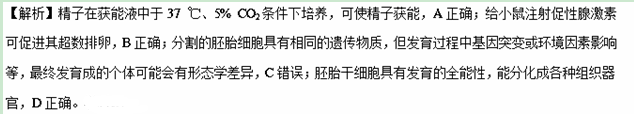 【解析】精子在获能液中于 37 ℃、5% CO₂条件下培养，可使精子获能，A 正确；给小鼠注射促性腺激素
可促进其超数排卵，B 正确；分割的胚胎细胞具有相同的遗传物质，但发育过程中基因突变或环境因素影响
等，最终发育成的个体可能会有形态学差异，C 错误；胚胎干细胞具有发育的全能性，能分化成各种组织器
官，D 正确。